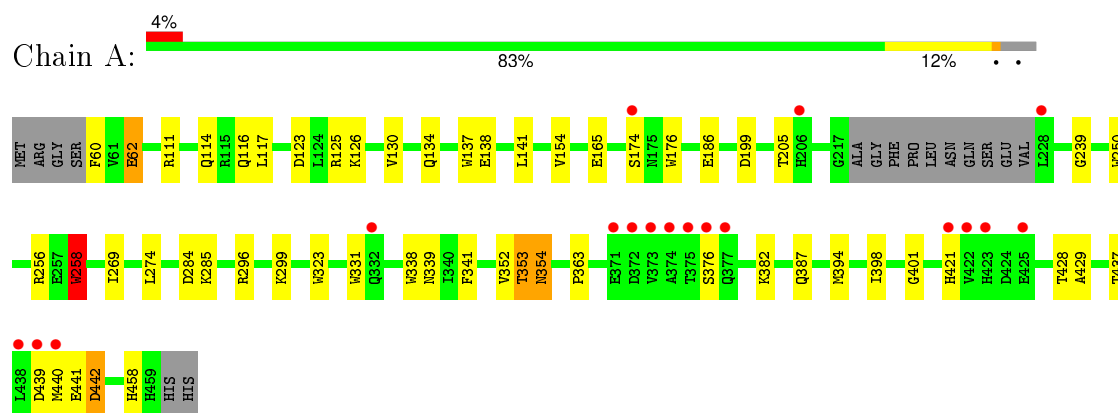 4%
Chain A:
83% 12% • •
MET ARG GLY SER F60 V61 E62 R111 Q114 R115 Q116 L117 D123 L124 R125 K126 V130 Q134 W137 E138 L141 V154 E165 S174 N175 W176 E186 D199 T205 H206 G217 ALA GLY PHE PRO LEU ASN GLN SER GLU VAL L228 G239
R256 E257 W258 I269 L274 D284 K285 R296 K299 W323 W331 Q332 W338 N339 I340 F341 V352 T353 N354 P363 E371 D372 V373 A374 T375 S376 Q377 K382 Q387 M394 I398 G401 H421 V422 H423 D424 E425 T428 A429 T437
L438 D439 M440 E441 D442 H458 H459 HIS HIS